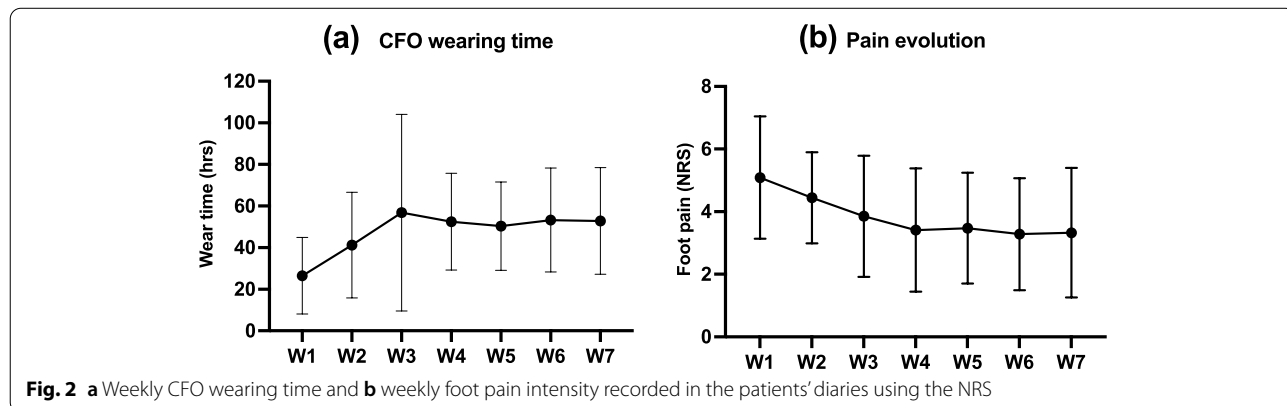 (a) CFO wearing time
Wear time (hrs)
120
100
80
60
40
20
0
W1 W2 W3 W4 W5 W6 W7
(b) Pain evolution
Foot pain (NRS)
8
6
4
2
0
W1 W2 W3 W4 W5 W6 W7
Fig. 2 a Weekly CFO wearing time and b weekly foot pain intensity recorded in the patients’ diaries using the NRS